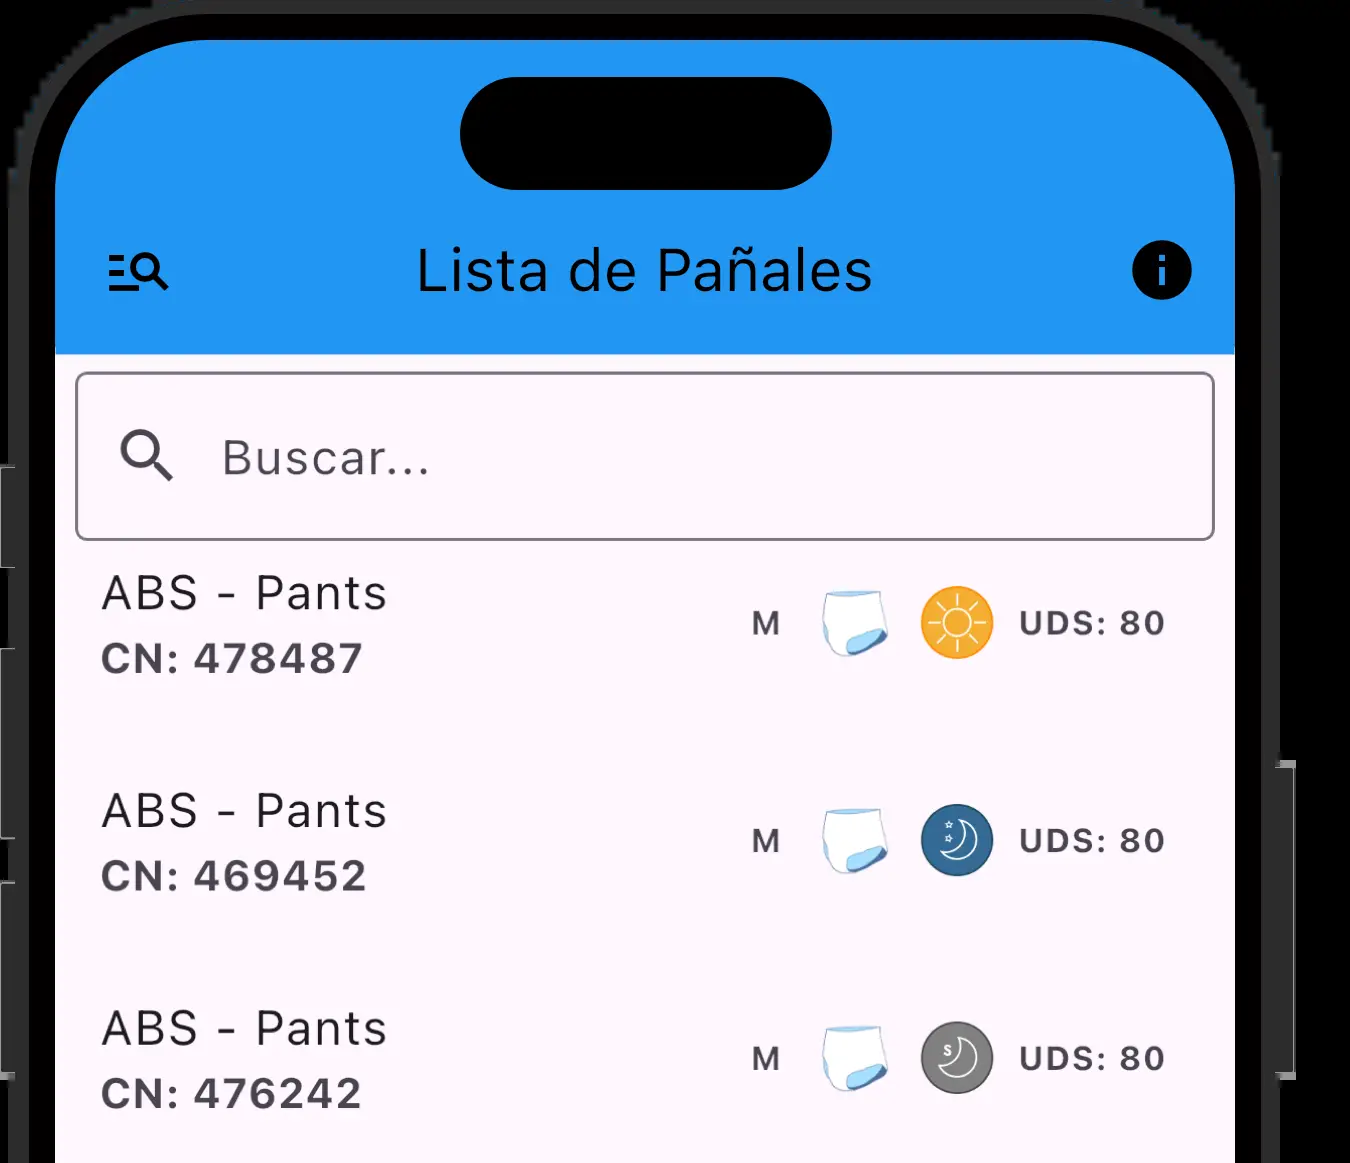 Lista de Pañales
Buscar...
ABS - Pants
CN: 478487
M
UDS: 80
ABS - Pants
CN: 469452
M
UDS: 80
ABS - Pants
CN: 476242
M
S
UDS: 80